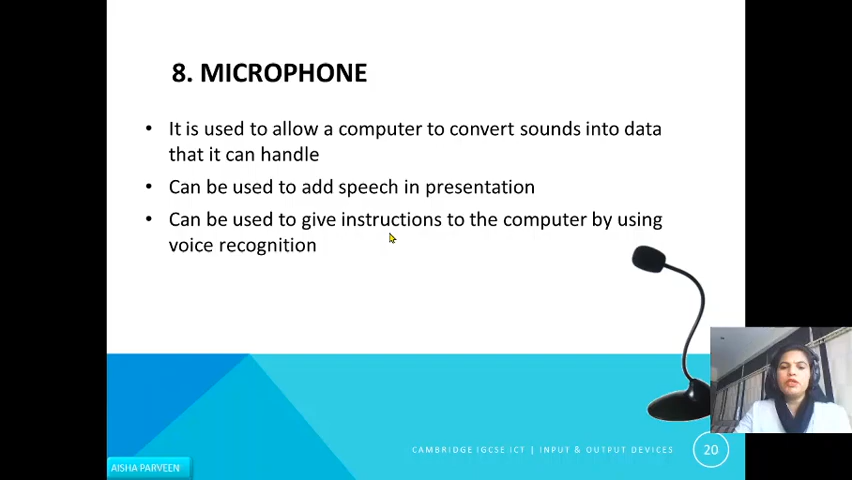 8. MICROPHONE
• It is used to allow a computer to convert sounds into data
that it can handle
• Can be used to add speech in presentation
• Can be used to give instructions to the computer by using
voice recognition
CAMBRIDGE IGCSE ICT | INPUT & OUTPUT DEVICES
20
AISHA PARVEEN